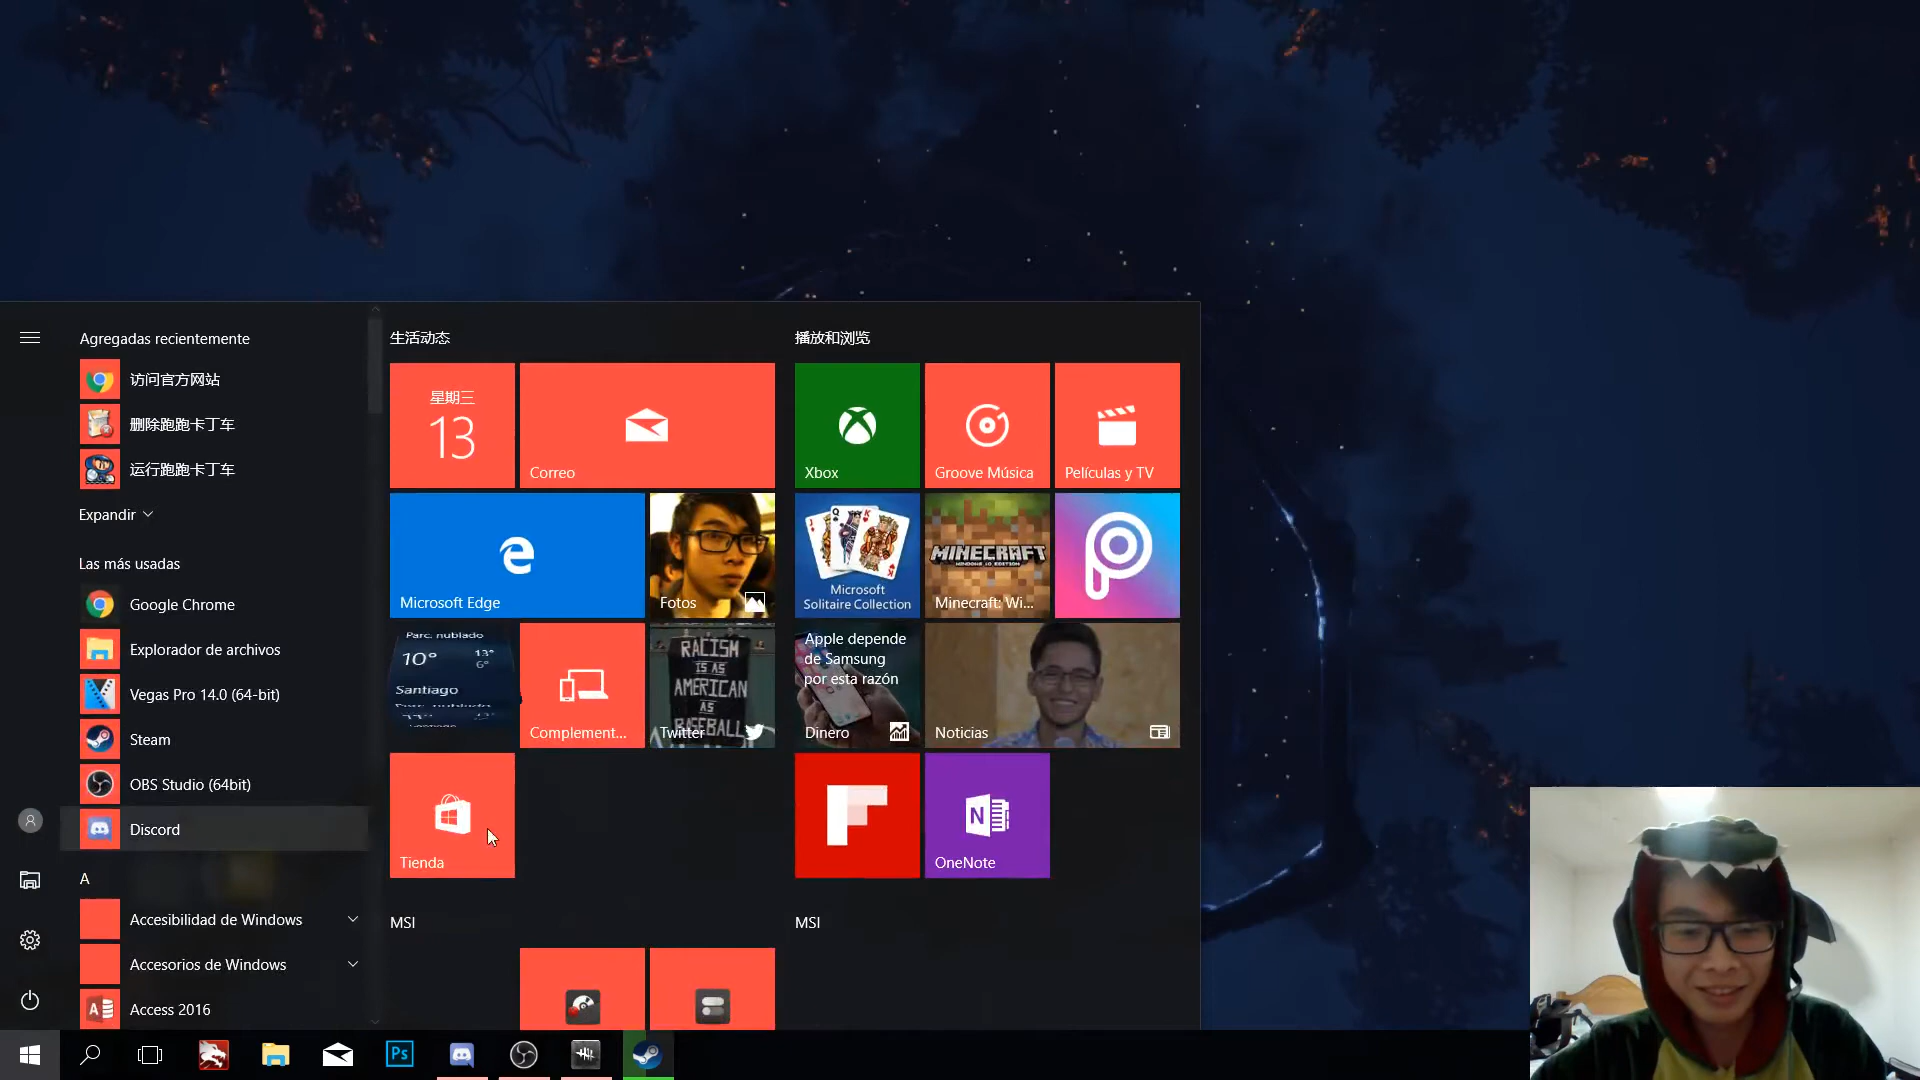 Agregadas recientemente
访问官方网站
删除跑跑卡丁车
运行跑跑卡丁车
Expandir
Las más usadas
Google Chrome
Explorador de archivos
Vegas Pro 14.0 (64-bit)
Steam
OBS Studio (64bit)
Discord
A
Accesibilidad de Windows
Accesorios de Windows
Access 2016
生活动态
星期三
13
Correo
Microsoft Edge
Fotos
Parc. nublado
10°
13°
6°
Santiago
Complement...
RACISM
IS AS
AMERICAN
AS
BASEBALL
Twitter
Tienda
MSI
播放和浏览
Xbox
Groove Música
Películas y TV
Microsoft
Solitaire Collection
MINECRAFT
WINDOWS 10 EDITION
Minecraft: Wi...
Apple depende
de Samsung
por esta razón
Dinero
Noticias
OneNote
MSI
Ps